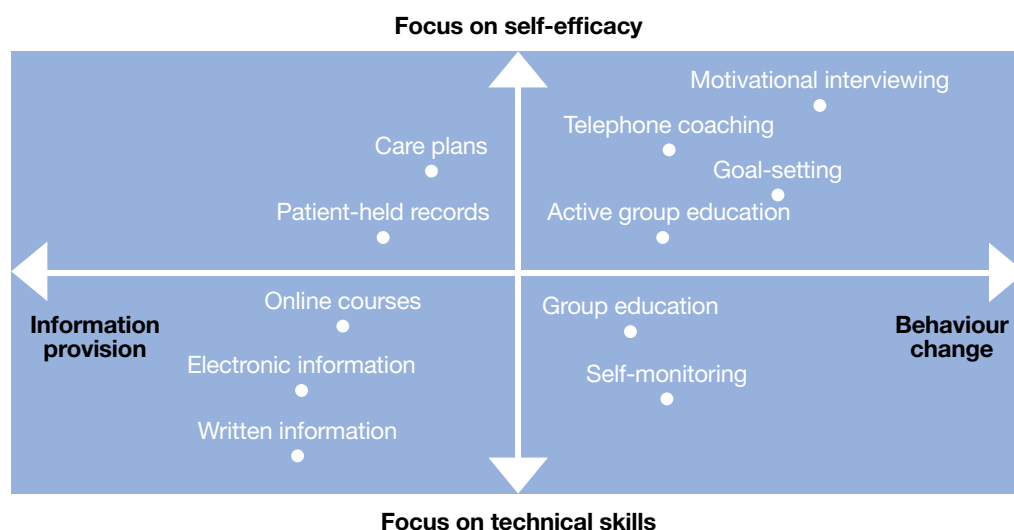 Focus on self-efficacy
Motivational interviewing
Telephone coaching
Care plans
Goal-setting
Patient-held records
Active group education
Online courses
Group education
Information
provision
Behaviour
change
Electronic information
Self-monitoring
Written information
Focus on technical skills